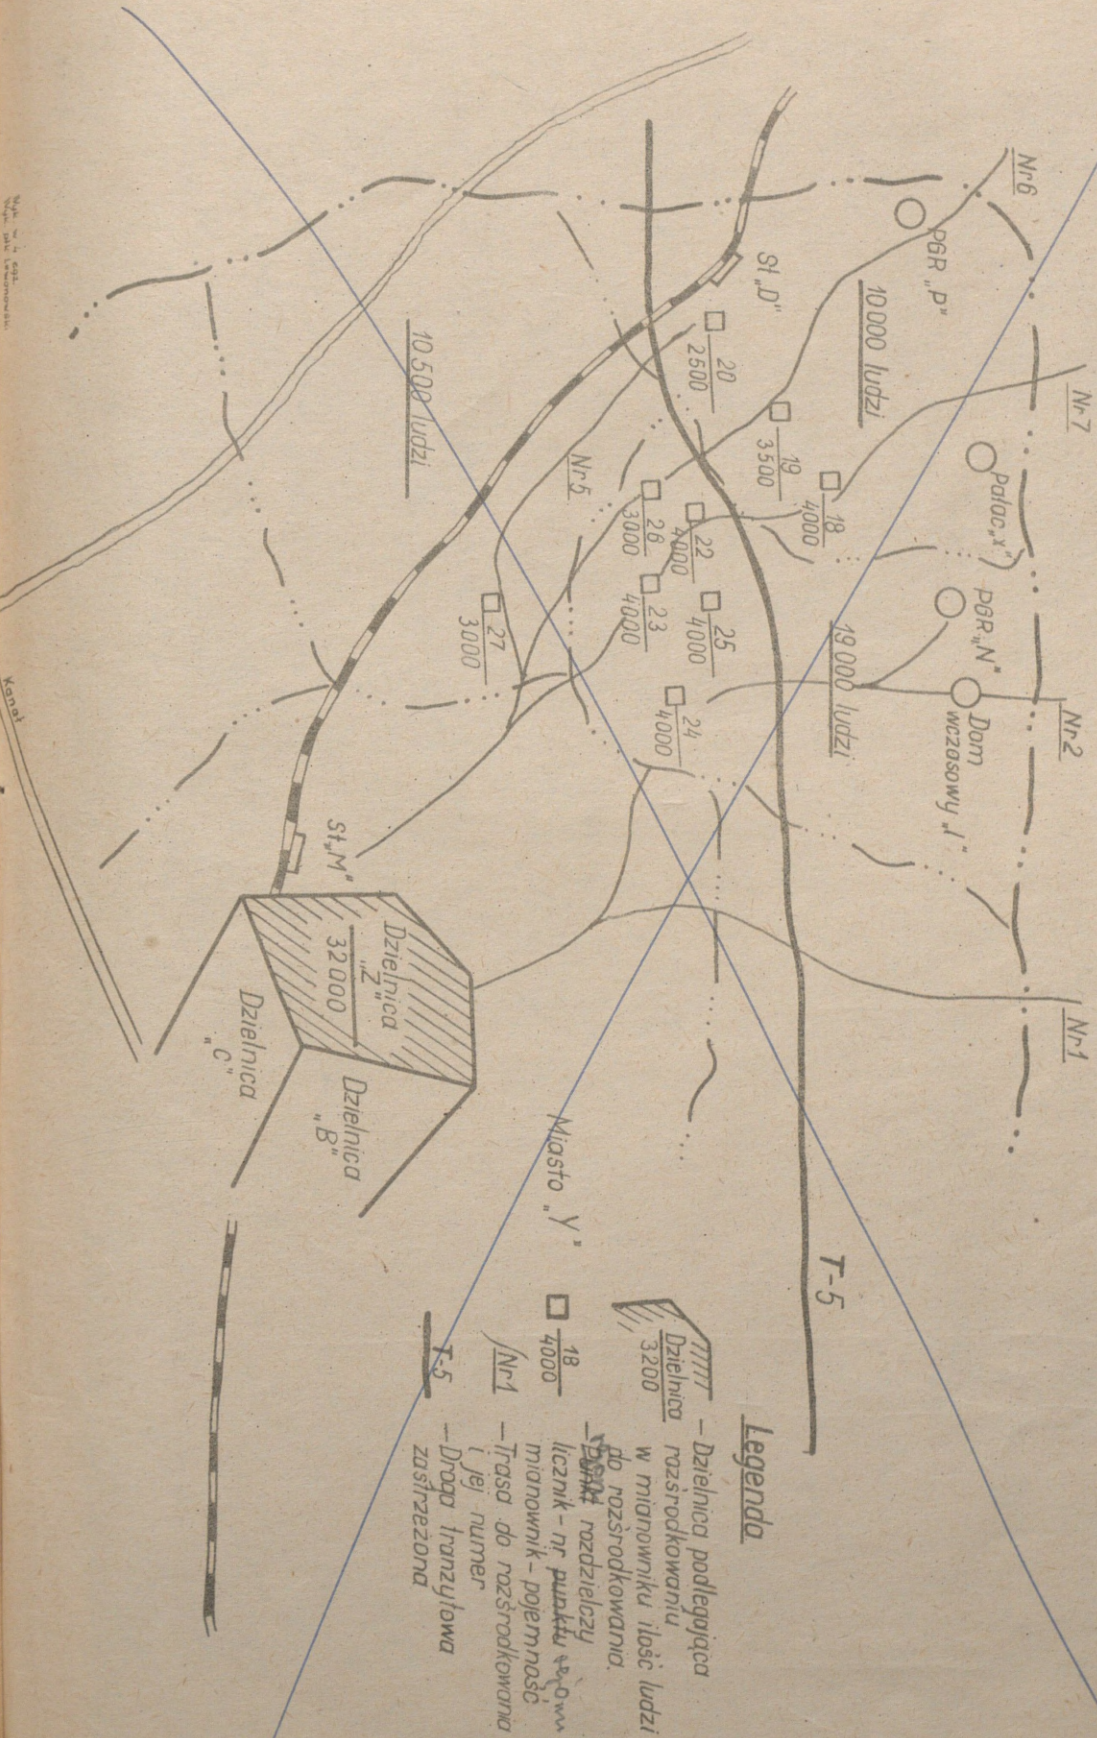 Nr6
PGR „P"
Nr7
Pałac „x"
PGR „N"
Dom
wczasowy „I"
Nr2
Nr1
St „D"
10 000 ludzi
20
2500
19
3500
18
4000
19 000 ludzi
10.500 ludzi
Nr5
26
3000
22
4000
23
4000
25
4000
24
4000
27
3000
St „M"
Dzielnica
„Z"
32 000
Dzielnica
„C"
Dzielnica
„B"
Kanał
Miasto „Y"
T-5
Legenda
Dzielnica
3200
– Dzielnica podlegająca
rozśrodkowaniu
w mianowniku ilość ludzi
do rozśrodkowania.
18
4000
– rozdzielczy
licznik – nr punktu
mianownik – pojemność
Nr1
– Trasa do rozśrodkowania
i jej numer
T-5
– Droga tranzytowa
zastrzeżona
Wyk. w 4 egz.